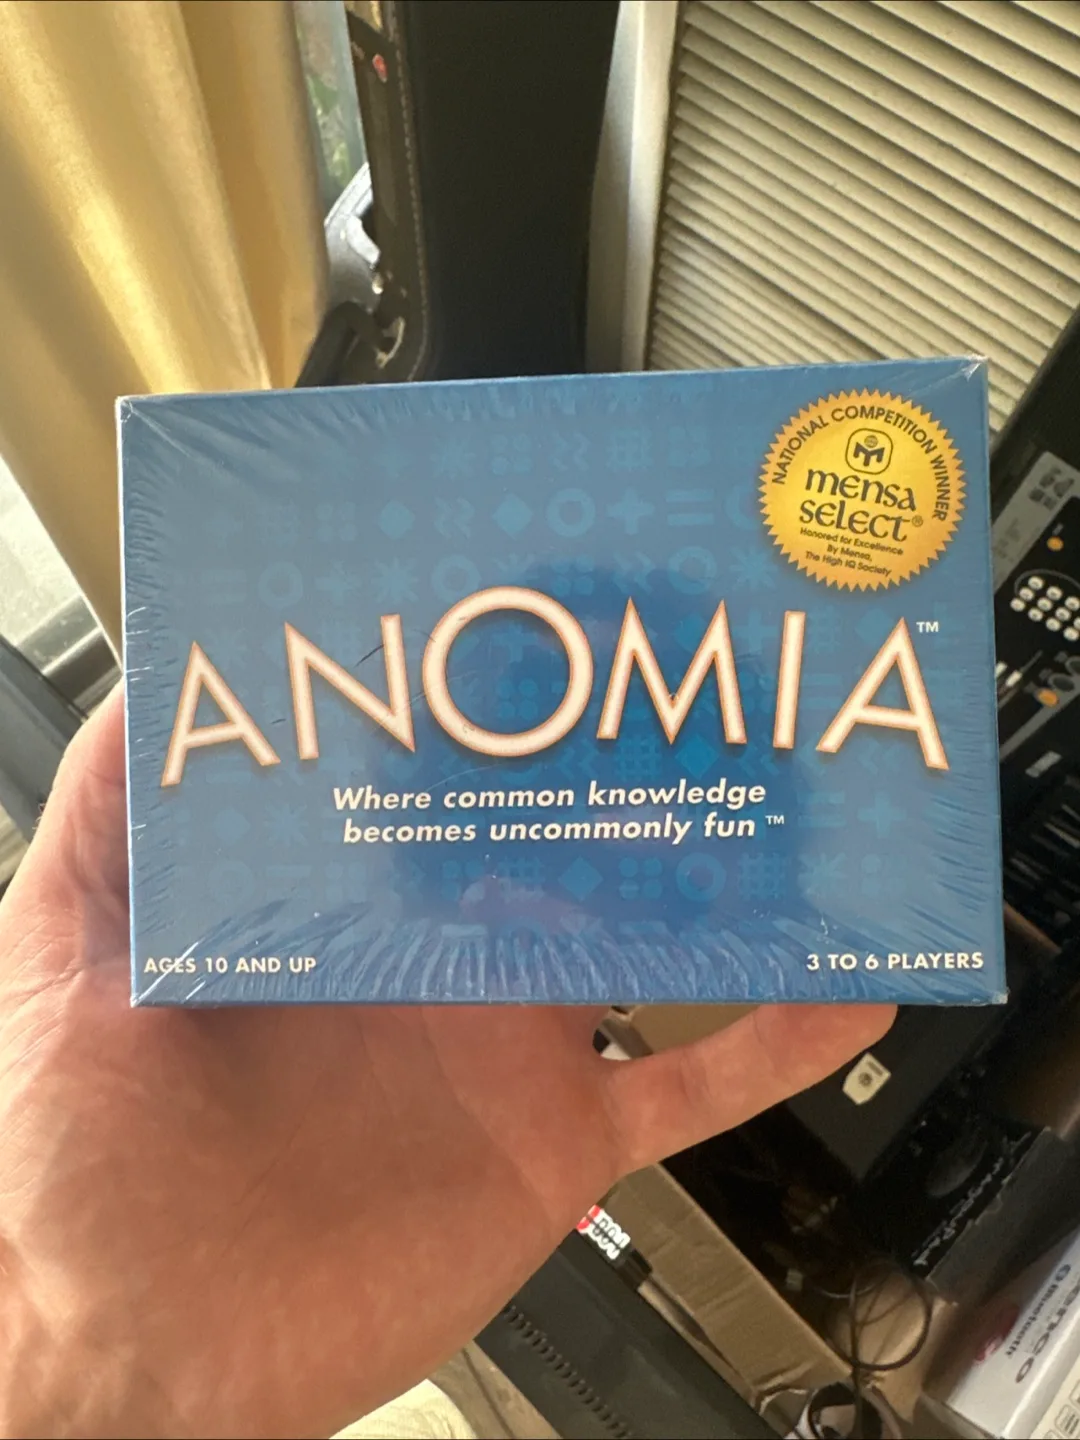 NATIONAL COMPETITION WINNER
mensa
SELECT®
Honored for Excellence
By Mensa,
The High IQ Society
ANOMIA™
Where common knowledge
becomes uncommonly fun™
AGES 10 AND UP
3 TO 6 PLAYERS